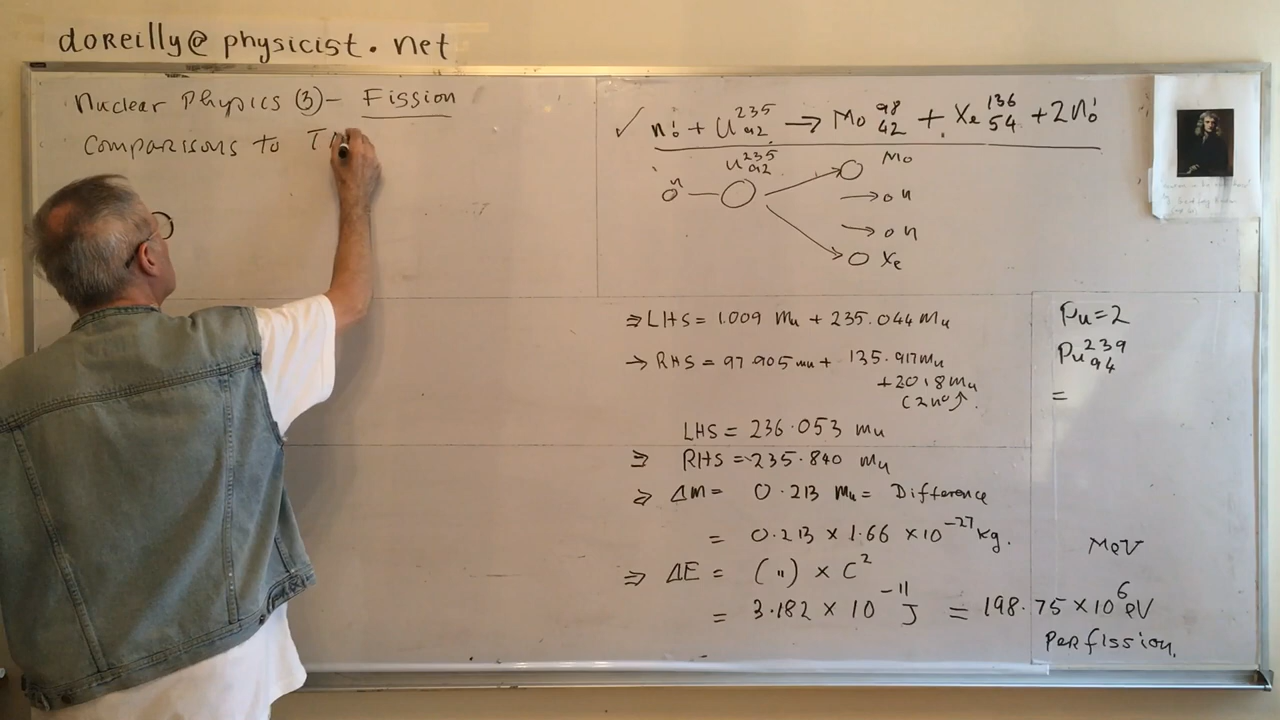 doreilly@physicist.net
Nuclear Physics (3) - Fission
Comparisons to T
✓ n¹₀ + U²³⁵₉₂ → Mo⁹⁸₄₂ + Xe¹³⁶₅₄ + 2n¹₀
U²³⁵₉₂
n
Mo
n
n
Xe
⇒ LHS = 1.009 mu + 235.044 mu
→ RHS = 97.905 mu + 135.917 mu
+ 2.018 mu
(2n⁰↑.
LHS = 236.053 mu
⇒ RHS = 235.840 mu
⇒ Δm = 0.213 mu = Difference
= 0.213 × 1.66 × 10⁻²⁷ kg.
⇒ ΔE = (") × C²
= 3.182 × 10⁻¹¹ J = 198.75 × 10⁶ eV
per fission.
Pu = 2
Pu²³⁹₉₄
=
MeV